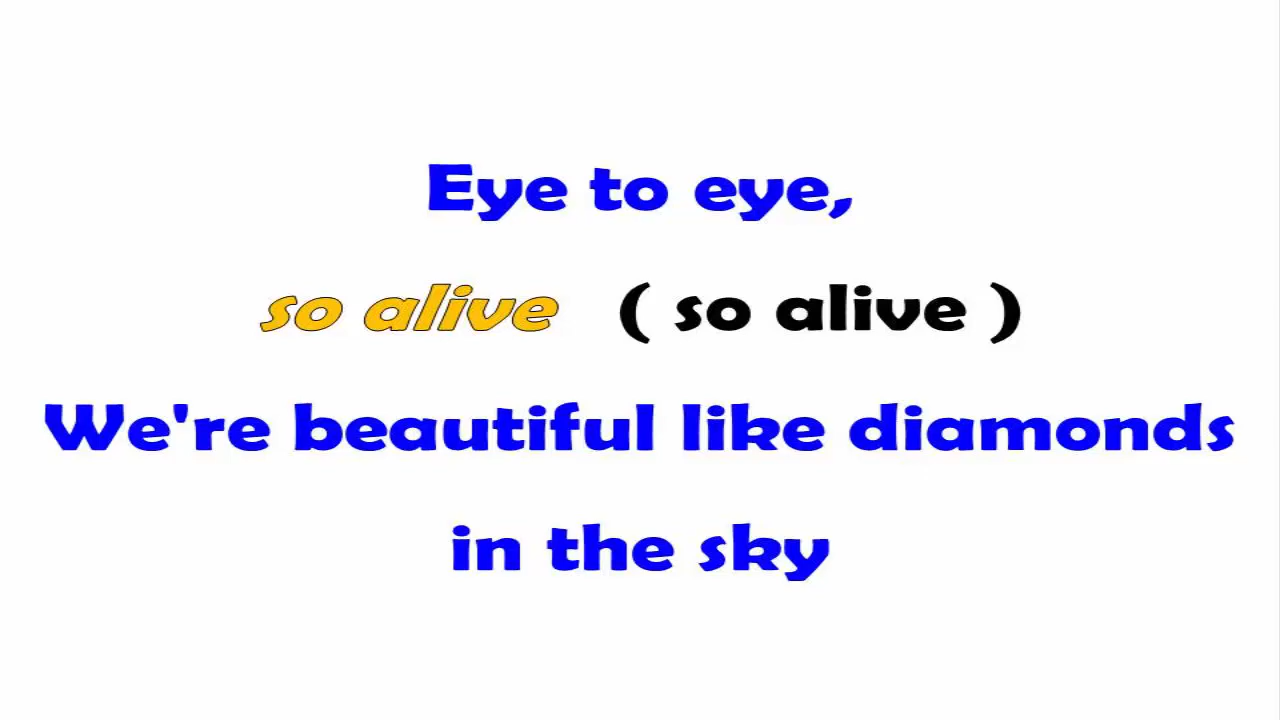 Eye to eye,
so alive ( so alive )
We're beautiful like diamonds
in the sky